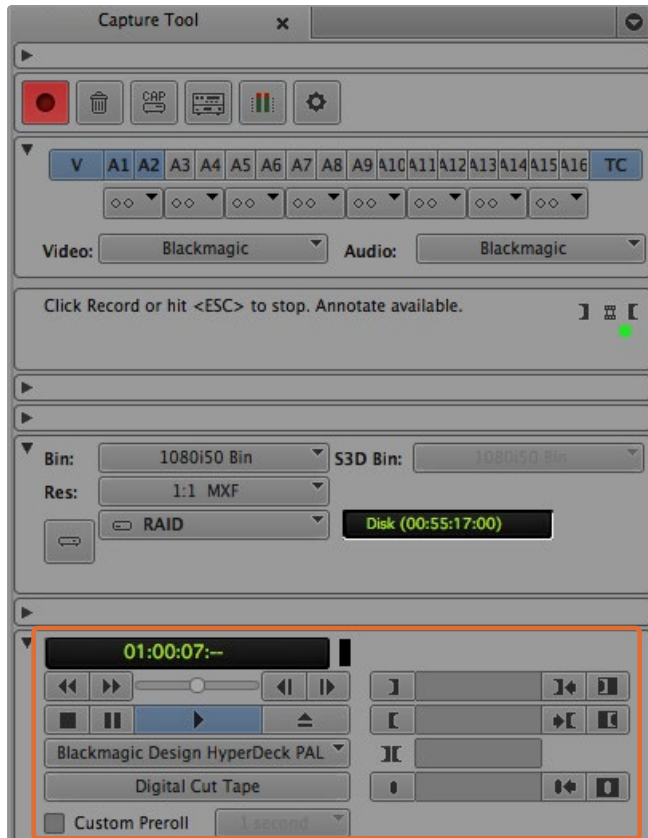 Capture Tool
CAP
V A1 A2 A3 A4 A5 A6 A7 A8 A9 A10 A11 A12 A13 A14 A15 A16 TC
Video: Blackmagic Audio: Blackmagic
Click Record or hit <ESC> to stop. Annotate available.
Bin: 1080i50 Bin S3D Bin: 1080i50 Bin
Res: 1:1 MXF
RAID Disk (00:55:17:00)
01:00:07:--
Blackmagic Design HyperDeck PAL
Digital Cut Tape
Custom Preroll 1 second